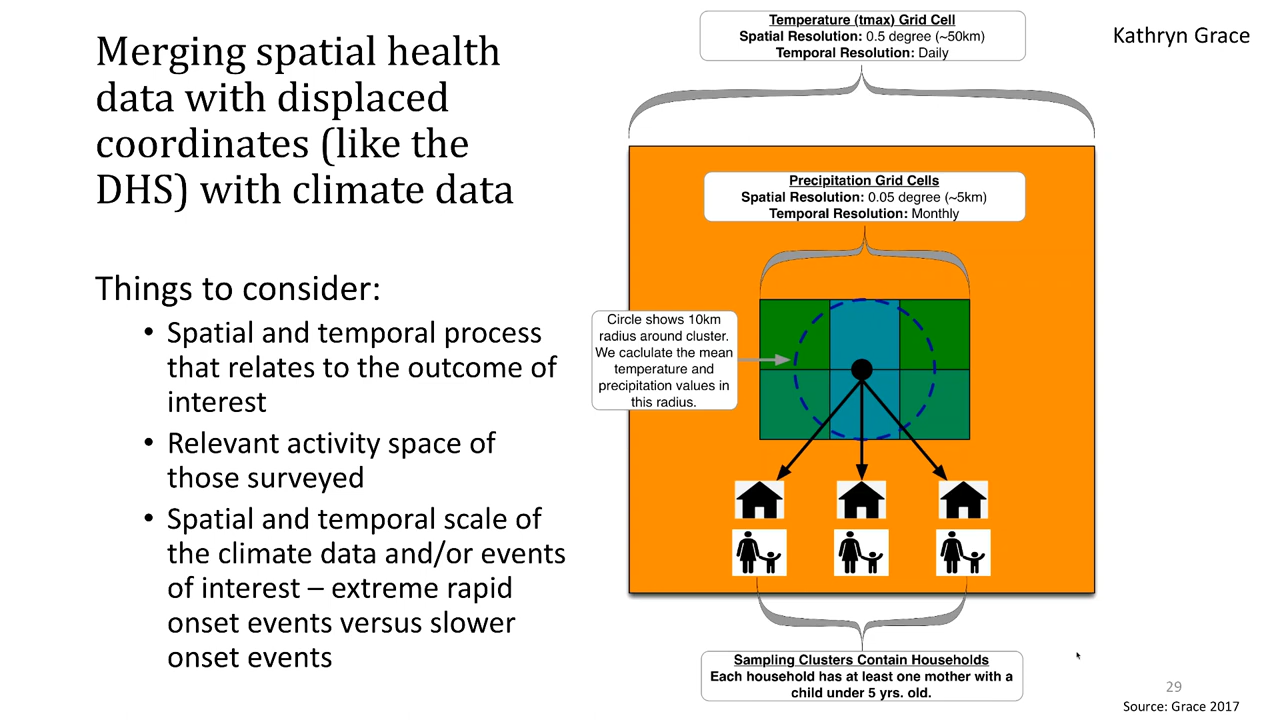 Merging spatial health
data with displaced
coordinates (like the
DHS) with climate data
Things to consider:
• Spatial and temporal process
that relates to the outcome of
interest
• Relevant activity space of
those surveyed
• Spatial and temporal scale of
the climate data and/or events
of interest – extreme rapid
onset events versus slower
onset events
Temperature (tmax) Grid Cell
Spatial Resolution: 0.5 degree (~50km)
Temporal Resolution: Daily
Kathryn Grace
Precipitation Grid Cells
Spatial Resolution: 0.05 degree (~5km)
Temporal Resolution: Monthly
Circle shows 10km
radius around cluster.
We caclulate the mean
temperature and
precipitation values in
this radius.
Sampling Clusters Contain Households
Each household has at least one mother with a
child under 5 yrs. old.
29
Source: Grace 2017